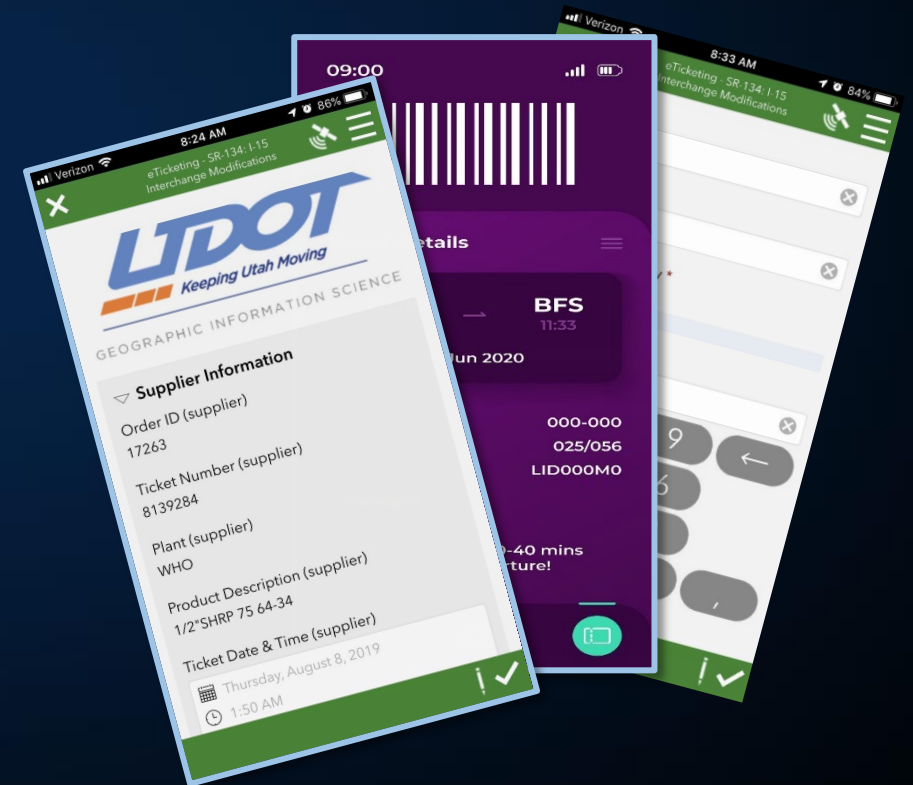 Verizon
8:24 AM
86%
eTicketing - SR-134: I-15
Interchange Modifications
UDOT
Keeping Utah Moving
GEOGRAPHIC INFORMATION SCIENCE
Supplier Information
Order ID (supplier)
17263
Ticket Number (supplier)
8139284
Plant (supplier)
WHO
Product Description (supplier)
1/2"SHRP 75 64-34
Ticket Date & Time (supplier)
Thursday, August 8, 2019
1:50 AM
09:00
BFS
11:33
2020
000-000
025/056
LID000M0
-40 mins
Verizon
8:33 AM
84%
eTicketing - SR-134: I-15
Interchange Modifications
*
9
6
,